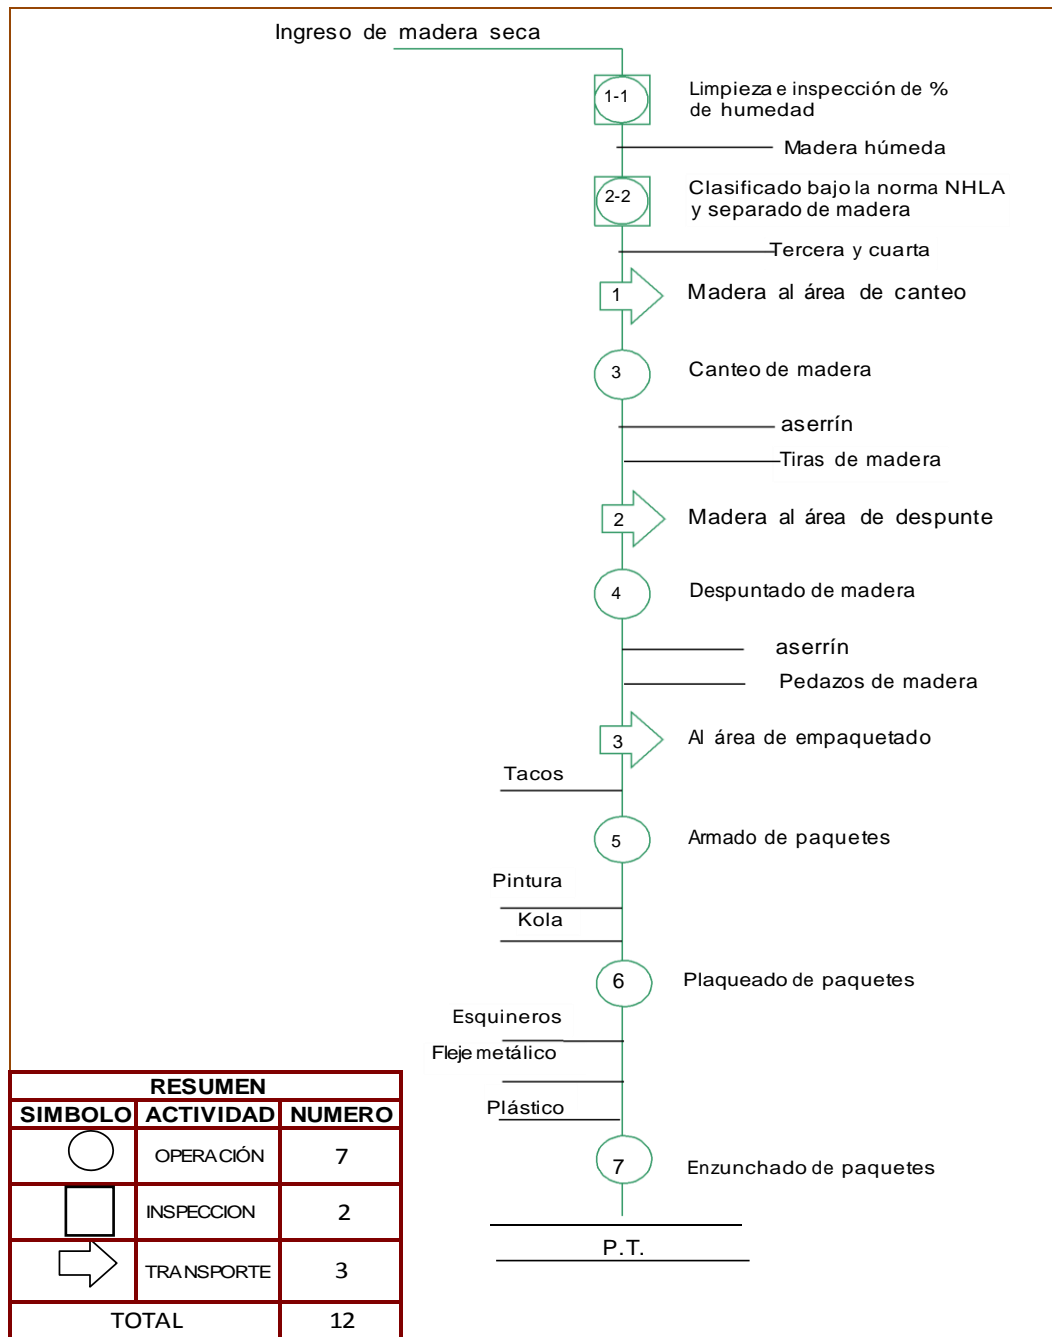 Ingreso de madera seca
1-1
Limpieza e inspección de %
de humedad
Madera húmeda
2-2
Clasificado bajo la norma NHLA
y separado de madera
Tercera y cuarta
1
Madera al área de canteo
3
Canteo de madera
aserrín
Tiras de madera
2
Madera al área de despunte
4
Despuntado de madera
aserrín
Pedazos de madera
3
Al área de empaquetado
Tacos
5
Armado de paquetes
Pintura
Kola
6
Plaqueado de paquetes
Esquineros
Fleje metálico
Plástico
7
Enzunchado de paquetes
P.T.
RESUMEN
SIMBOLO ACTIVIDAD NUMERO
OPERACIÓN 7
INSPECCION 2
TRANSPORTE 3
TOTAL 12